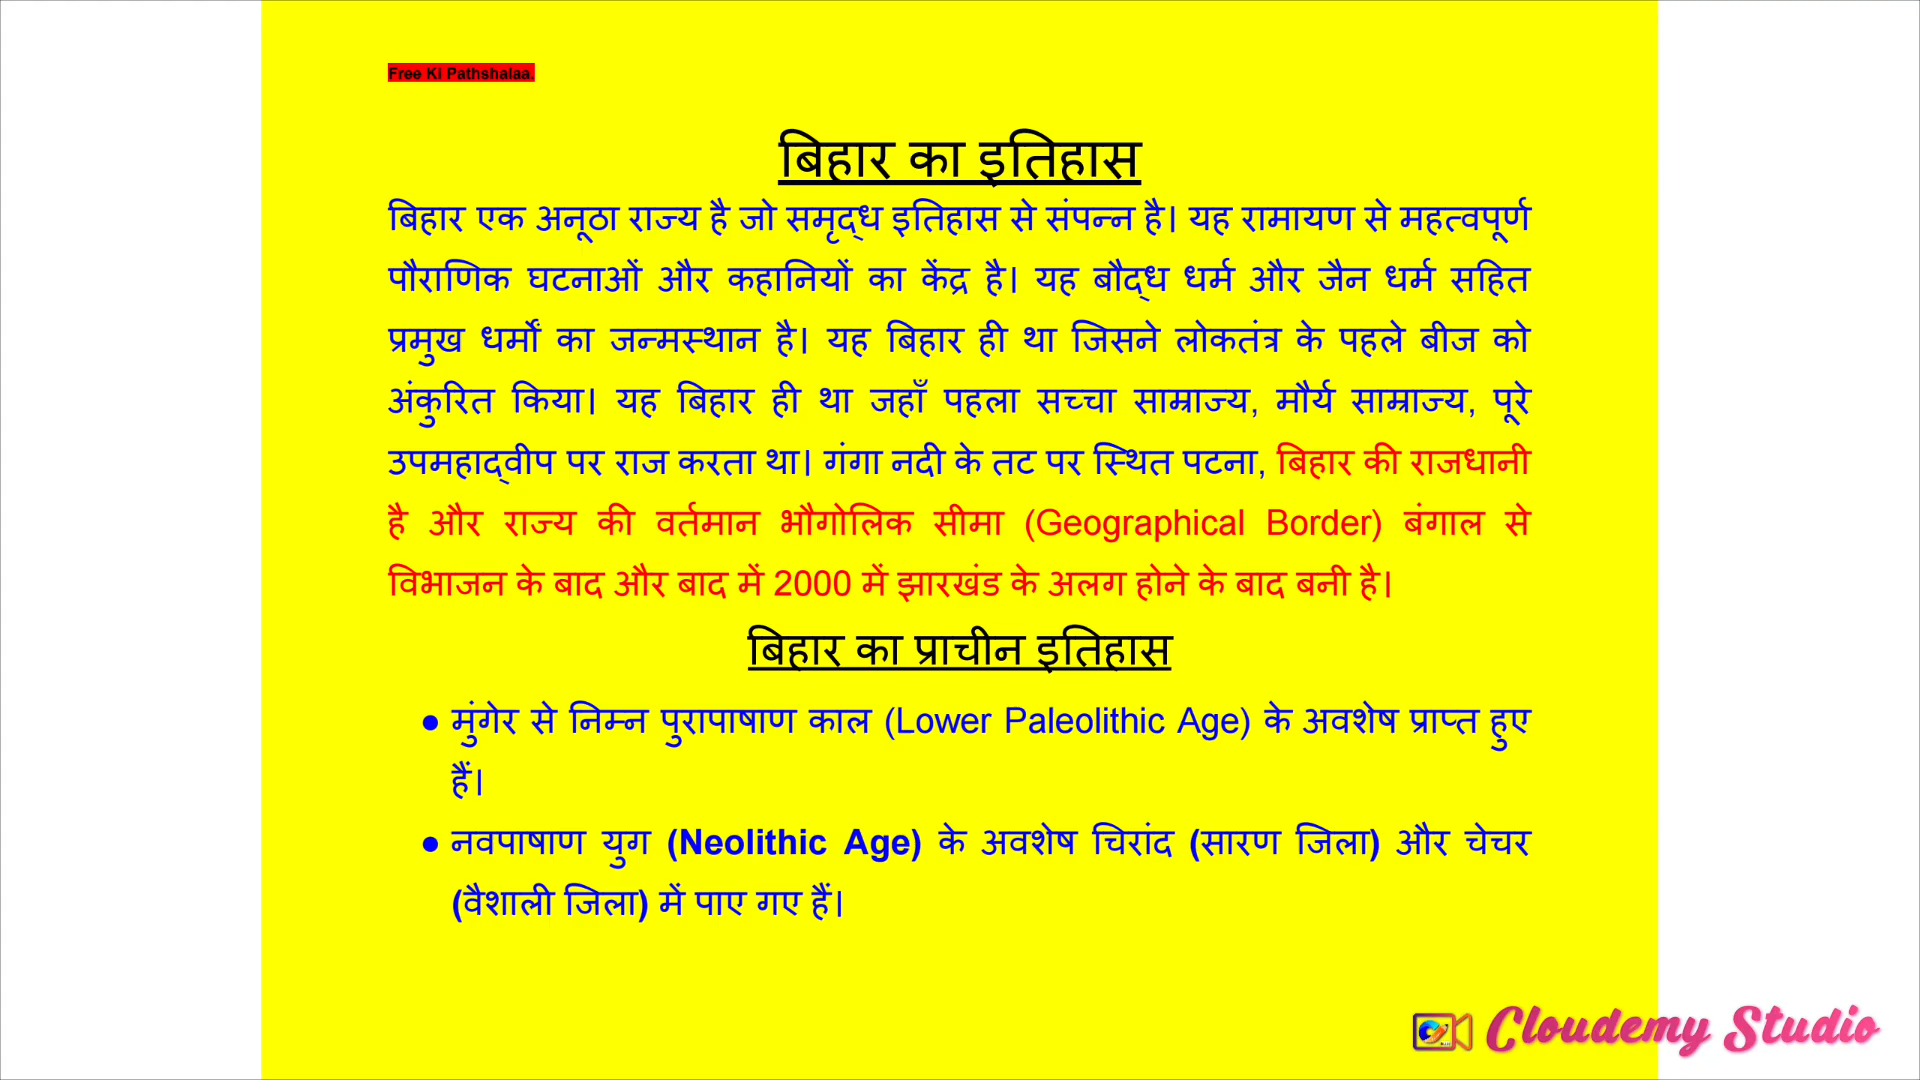 Free Ki Pathshalaa.
बिहार का इतिहास
बिहार एक अनूठा राज्य है जो समृद्ध इतिहास से संपन्न है। यह रामायण से महत्वपूर्ण
पौराणिक घटनाओं और कहानियों का केंद्र है। यह बौद्ध धर्म और जैन धर्म सहित
प्रमुख धर्मों का जन्मस्थान है। यह बिहार ही था जिसने लोकतंत्र के पहले बीज को
अंकुरित किया। यह बिहार ही था जहाँ पहला सच्चा साम्राज्य, मौर्य साम्राज्य, पूरे
उपमहाद्वीप पर राज करता था। गंगा नदी के तट पर स्थित पटना, बिहार की राजधानी
है और राज्य की वर्तमान भौगोलिक सीमा (Geographical Border) बंगाल से
विभाजन के बाद और बाद में 2000 में झारखंड के अलग होने के बाद बनी है।
बिहार का प्राचीन इतिहास
● मुंगेर से निम्न पुरापाषाण काल (Lower Paleolithic Age) के अवशेष प्राप्त हुए
हैं।
● नवपाषाण युग (Neolithic Age) के अवशेष चिरांद (सारण जिला) और चेचर
(वैशाली जिला) में पाए गए हैं।
Cloudemy Studio